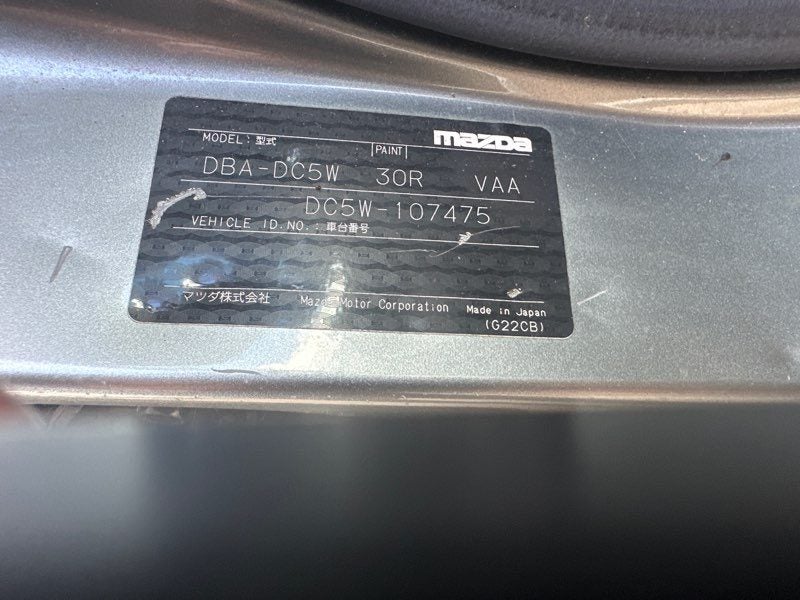 mazda
MODEL : 型式 PAINT
DBA-DC5W 30R VAA
DC5W-107475
VEHICLE ID.NO. : 車台番号
マツダ株式会社 Mazda Motor Corporation Made in Japan
(G22CB)